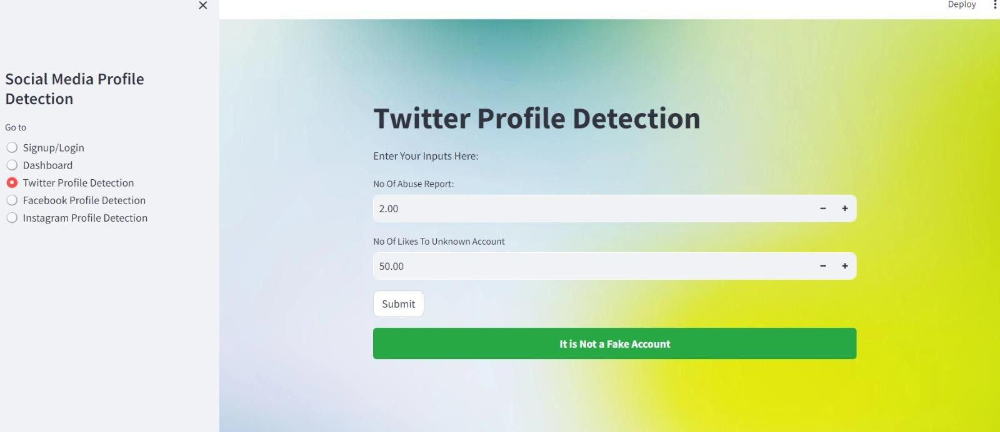 Deploy
Social Media Profile
Detection
Go to
Signup/Login
Dashboard
Twitter Profile Detection
Facebook Profile Detection
Instagram Profile Detection
Twitter Profile Detection
Enter Your Inputs Here:
No Of Abuse Report:
2.00
No Of Likes To Unknown Account
50.00
Submit
It is Not a Fake Account